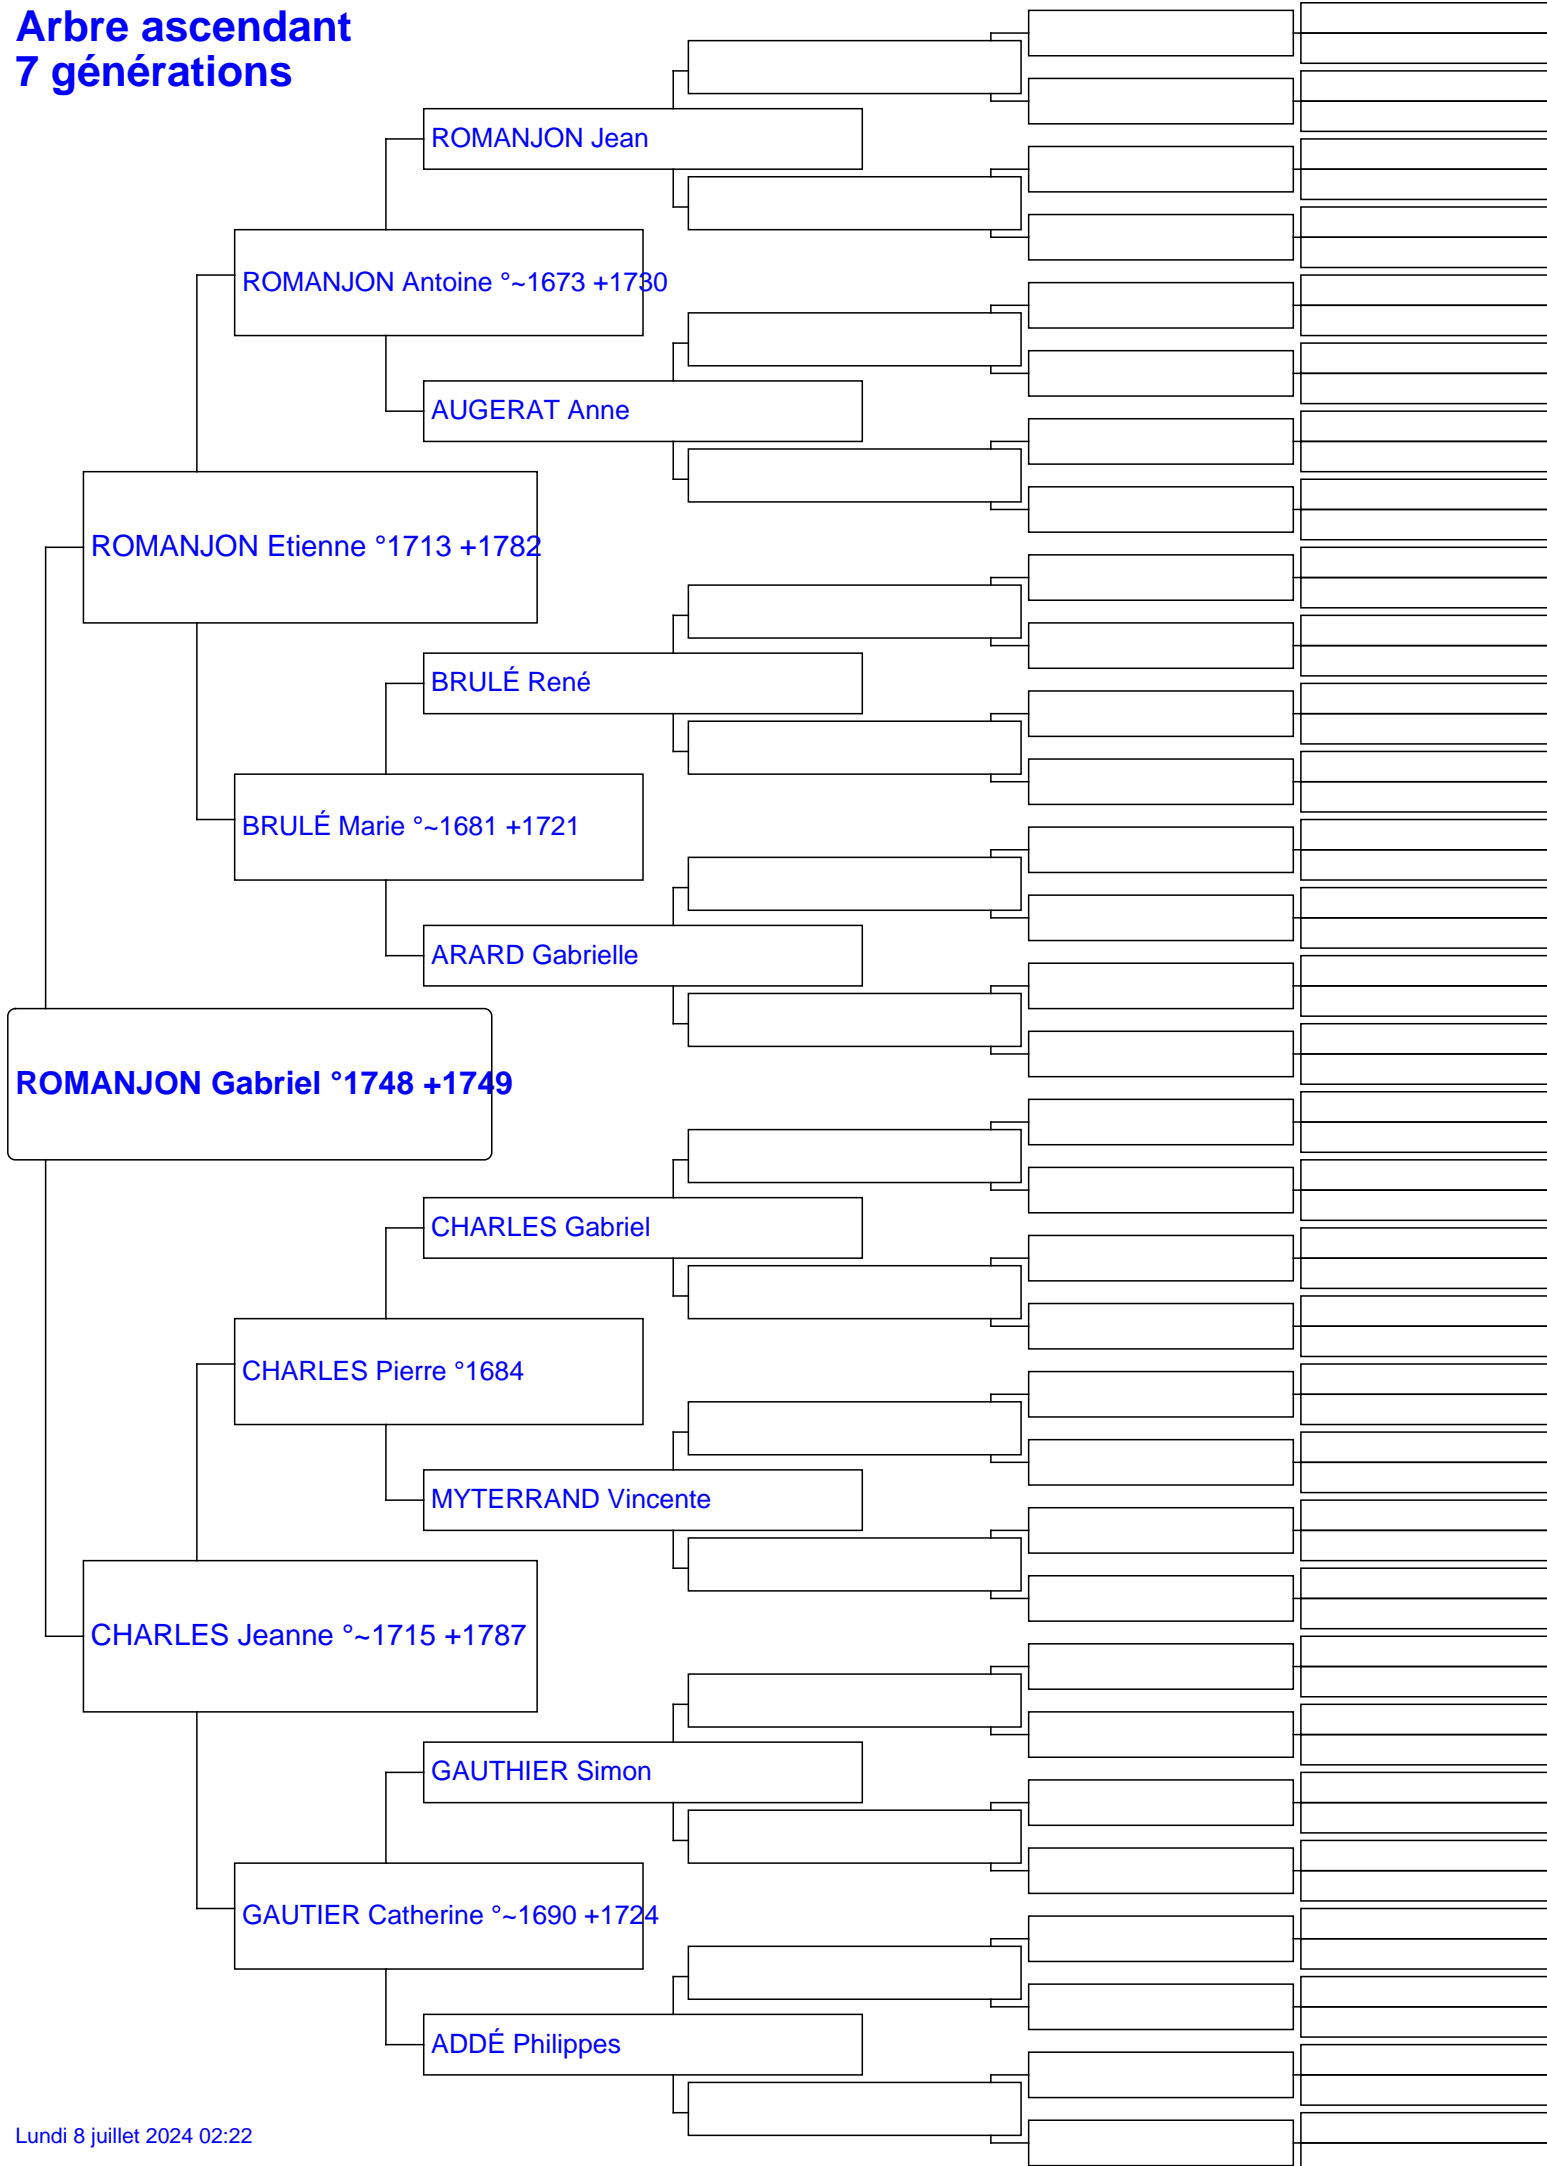 Arbre ascendant
7 générations
ROMANJON Jean
ROMANJON Antoine °~1673 +1730
AUGERAT Anne
ROMANJON Etienne °1713 +1782
BRULÉ René
BRULÉ Marie °~1681 +1721
ARARD Gabrielle
ROMANJON Gabriel °1748 +1749
CHARLES Gabriel
CHARLES Pierre °1684
MYTERRAND Vincente
CHARLES Jeanne °~1715 +1787
GAUTHIER Simon
GAUTIER Catherine °~1690 +1724
ADDÉ Philippes
Lundi 8 juillet 2024 02:22